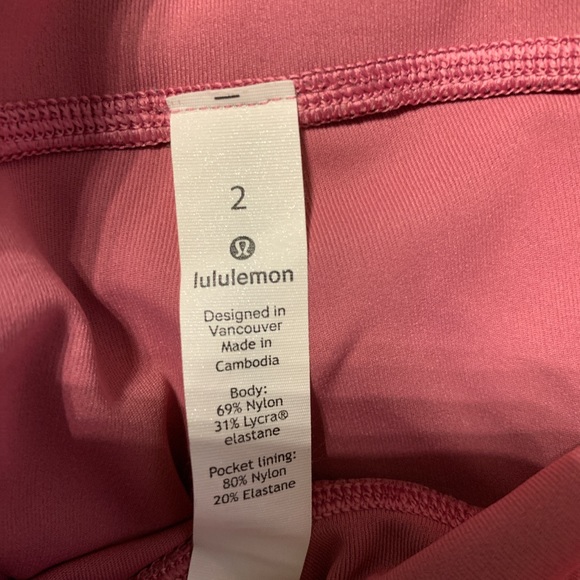 2
lululemon
Designed in
Vancouver
Made in
Cambodia
Body:
69% Nylon
31% Lycra®
elastane
Pocket lining:
80% Nylon
20% Elastane